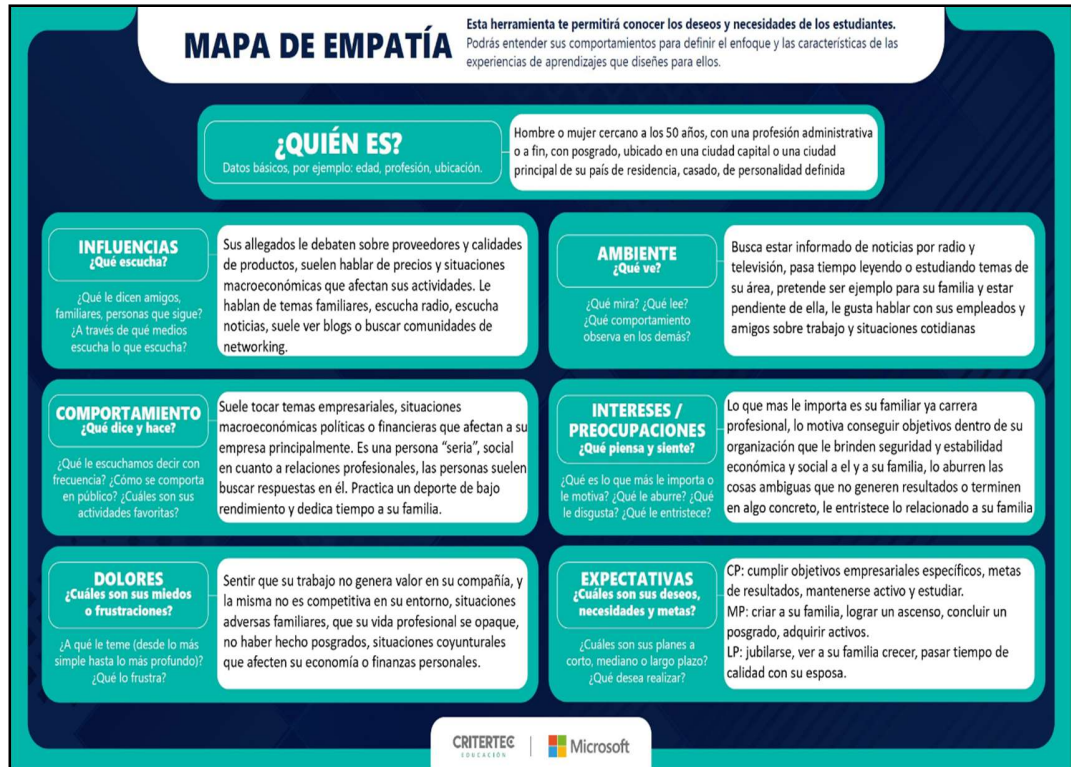 MAPA DE EMPATÍA
Esta herramienta te permitirá conocer los deseos y necesidades de los estudiantes.
Podrás entender sus comportamientos para definir el enfoque y las características de las
experiencias de aprendizajes que diseñes para ellos.
¿QUIÉN ES?
Datos básicos, por ejemplo: edad, profesión, ubicación.
Hombre o mujer cercano a los 50 años, con una profesión administrativa
o a fin, con posgrado, ubicado en una ciudad capital o una ciudad
principal de su país de residencia, casado, de personalidad definida
INFLUENCIAS
¿Qué escucha?
¿Qué le dicen amigos,
familiares, personas que sigue?
¿A través de qué medios
escucha lo que escucha?
Sus allegados le debaten sobre proveedores y calidades
de productos, suelen hablar de precios y situaciones
macroeconómicas que afectan sus actividades. Le
hablan de temas familiares, escucha radio, escucha
noticias, suele ver blogs o buscar comunidades de
networking.
AMBIENTE
¿Qué ve?
¿Qué mira? ¿Qué lee?
¿Qué comportamiento
observa en los demás?
Busca estar informado de noticias por radio y
televisión, pasa tiempo leyendo o estudiando temas de
su área, pretende ser ejemplo para su familia y estar
pendiente de ella, le gusta hablar con sus empleados y
amigos sobre trabajo y situaciones cotidianas
COMPORTAMIENTO
¿Qué dice y hace?
¿Qué le escuchamos decir con
frecuencia? ¿Cómo se comporta
en público? ¿Cuáles son sus
actividades favoritas?
Suele tocar temas empresariales, situaciones
macroeconómicas políticas o financieras que afectan a su
empresa principalmente. Es una persona “seria”, social
en cuanto a relaciones profesionales, las personas suelen
buscar respuestas en él. Practica un deporte de bajo
rendimiento y dedica tiempo a su familia.
INTERESES /
PREOCUPACIONES
¿Qué piensa y siente?
¿Qué es lo que más le importa o
le motiva? ¿Qué le aburre? ¿Qué
le disgusta? ¿Qué le entristece?
Lo que mas le importa es su familiar ya carrera
profesional, lo motiva conseguir objetivos dentro de su
organización que le brinden seguridad y estabilidad
económica y social a el y a su familia, lo aburren las
cosas ambiguas que no generen resultados o terminen
en algo concreto, le entristece lo relacionado a su familia
DOLORES
¿Cuáles son sus miedos
o frustraciones?
¿A qué le teme (desde lo más
simple hasta lo más profundo)?
¿Qué lo frustra?
Sentir que su trabajo no genera valor en su compañía, y
la misma no es competitiva en su entorno, situaciones
adversas familiares, que su vida profesional se opaque,
no haber hecho posgrados, situaciones coyunturales
que afecten su economía o finanzas personales.
EXPECTATIVAS
¿Cuáles son sus deseos,
necesidades y metas?
¿Cuáles son sus planes a
corto, mediano o largo plazo?
¿Qué desea realizar?
CP: cumplir objetivos empresariales específicos, metas
de resultados, mantenerse activo y estudiar.
MP: criar a su familia, lograr un ascenso, concluir un
posgrado, adquirir activos.
LP: jubilarse, ver a su familia crecer, pasar tiempo de
calidad con su esposa.
CRITERTEC
EDUCACIÓN
Microsoft